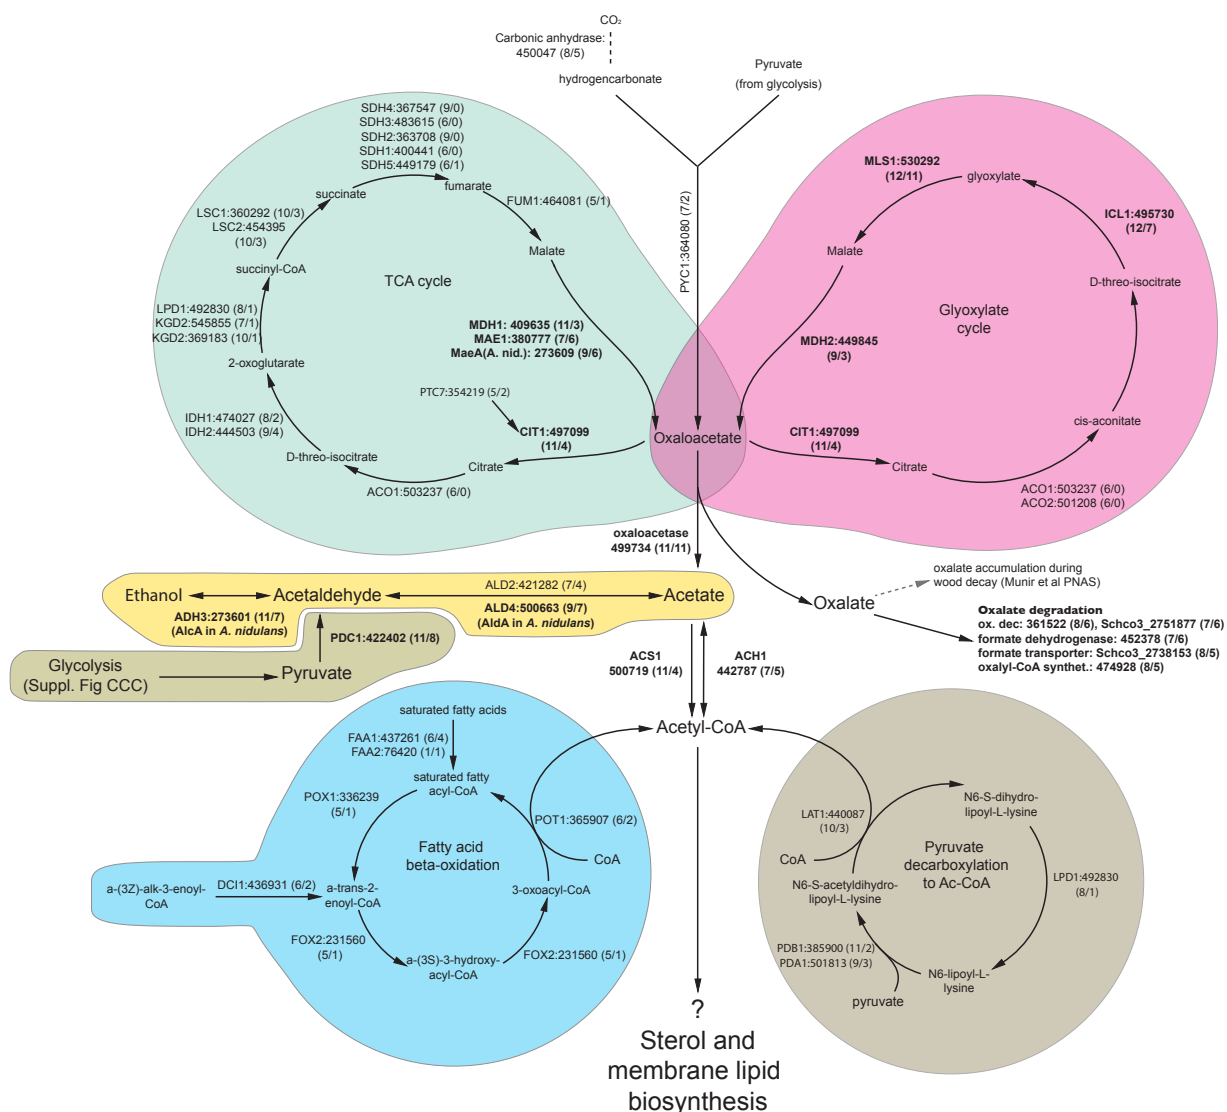 CO₂
Carbonic anhydrase:
450047 (8/5)
hydrogencarbonate
Pyruvate
(from glycolysis)
PYC1:364080 (7/2)
SDH4:367547 (9/0)
SDH3:483615 (6/0)
SDH2:363708 (9/0)
SDH1:400441 (6/0)
SDH5:449179 (6/1)
succinate
fumarate
FUM1:464081 (5/1)
LSC1:360292 (10/3)
LSC2:454395
(10/3)
succinyl-CoA
Malate
TCA cycle
LPD1:492830 (8/1)
KGD2:545855 (7/1)
KGD2:369183 (10/1)
2-oxoglutarate
MDH1: 409635 (11/3)
MAE1:380777 (7/6)
MaeA(A. nid.): 273609 (9/6)
PTC7:354219 (5/2)
IDH1:474027 (8/2)
IDH2:444503 (9/4)
D-threo-isocitrate
CIT1:497099
(11/4)
Citrate
ACO1:503237 (6/0)
Oxaloacetate
MLS1:530292
(12/11)
glyoxylate
ICL1:495730
(12/7)
Malate
D-threo-isocitrate
Glyoxylate
cycle
MDH2:449845
(9/3)
cis-aconitate
CIT1:497099
(11/4)
Citrate
ACO1:503237 (6/0)
ACO2:501208 (6/0)
oxaloacetase
499734 (11/11)
oxalate accumulation during
wood decay (Munir et al PNAS)
Oxalate
Oxalate degradation
ox. dec: 361522 (8/6), Schco3_2751877 (7/6)
formate dehydrogenase: 452378 (7/6)
formate transporter: Schco3_2738153 (8/5)
oxalyl-CoA synthet.: 474928 (8/5)
Ethanol
Acetaldehyde
ALD2:421282 (7/4)
Acetate
ADH3:273601 (11/7)
(AlcA in A. nidulans)
ALD4:500663 (9/7)
(AldA in A. nidulans)
PDC1:422402 (11/8)
Glycolysis
(Suppl. Fig CCC)
Pyruvate
ACS1
500719 (11/4)
ACH1
442787 (7/5)
Acetyl-CoA
saturated fatty acids
FAA1:437261 (6/4)
FAA2:76420 (1/1)
saturated fatty
acyl-CoA
POX1:336239
(5/1)
POT1:365907 (6/2)
Fatty acid
beta-oxidation
CoA
a-(3Z)-alk-3-enoyl-
CoA
DCI1:436931 (6/2)
a-trans-2-
enoyl-CoA
3-oxoacyl-CoA
FOX2:231560
(5/1)
FOX2:231560 (5/1)
a-(3S)-3-hydroxy-
acyl-CoA
N6-S-dihydro-
lipoyl-L-lysine
LAT1:440087
(10/3)
CoA
Pyruvate
decarboxylation
to Ac-CoA
LPD1:492830
(8/1)
N6-S-acetyldihydro-
lipoyl-L-lysine
PDB1:385900 (11/2)
PDA1:501813 (9/3)
N6-lipoyl-L-
lysine
pyruvate
?
Sterol and
membrane lipid
biosynthesis